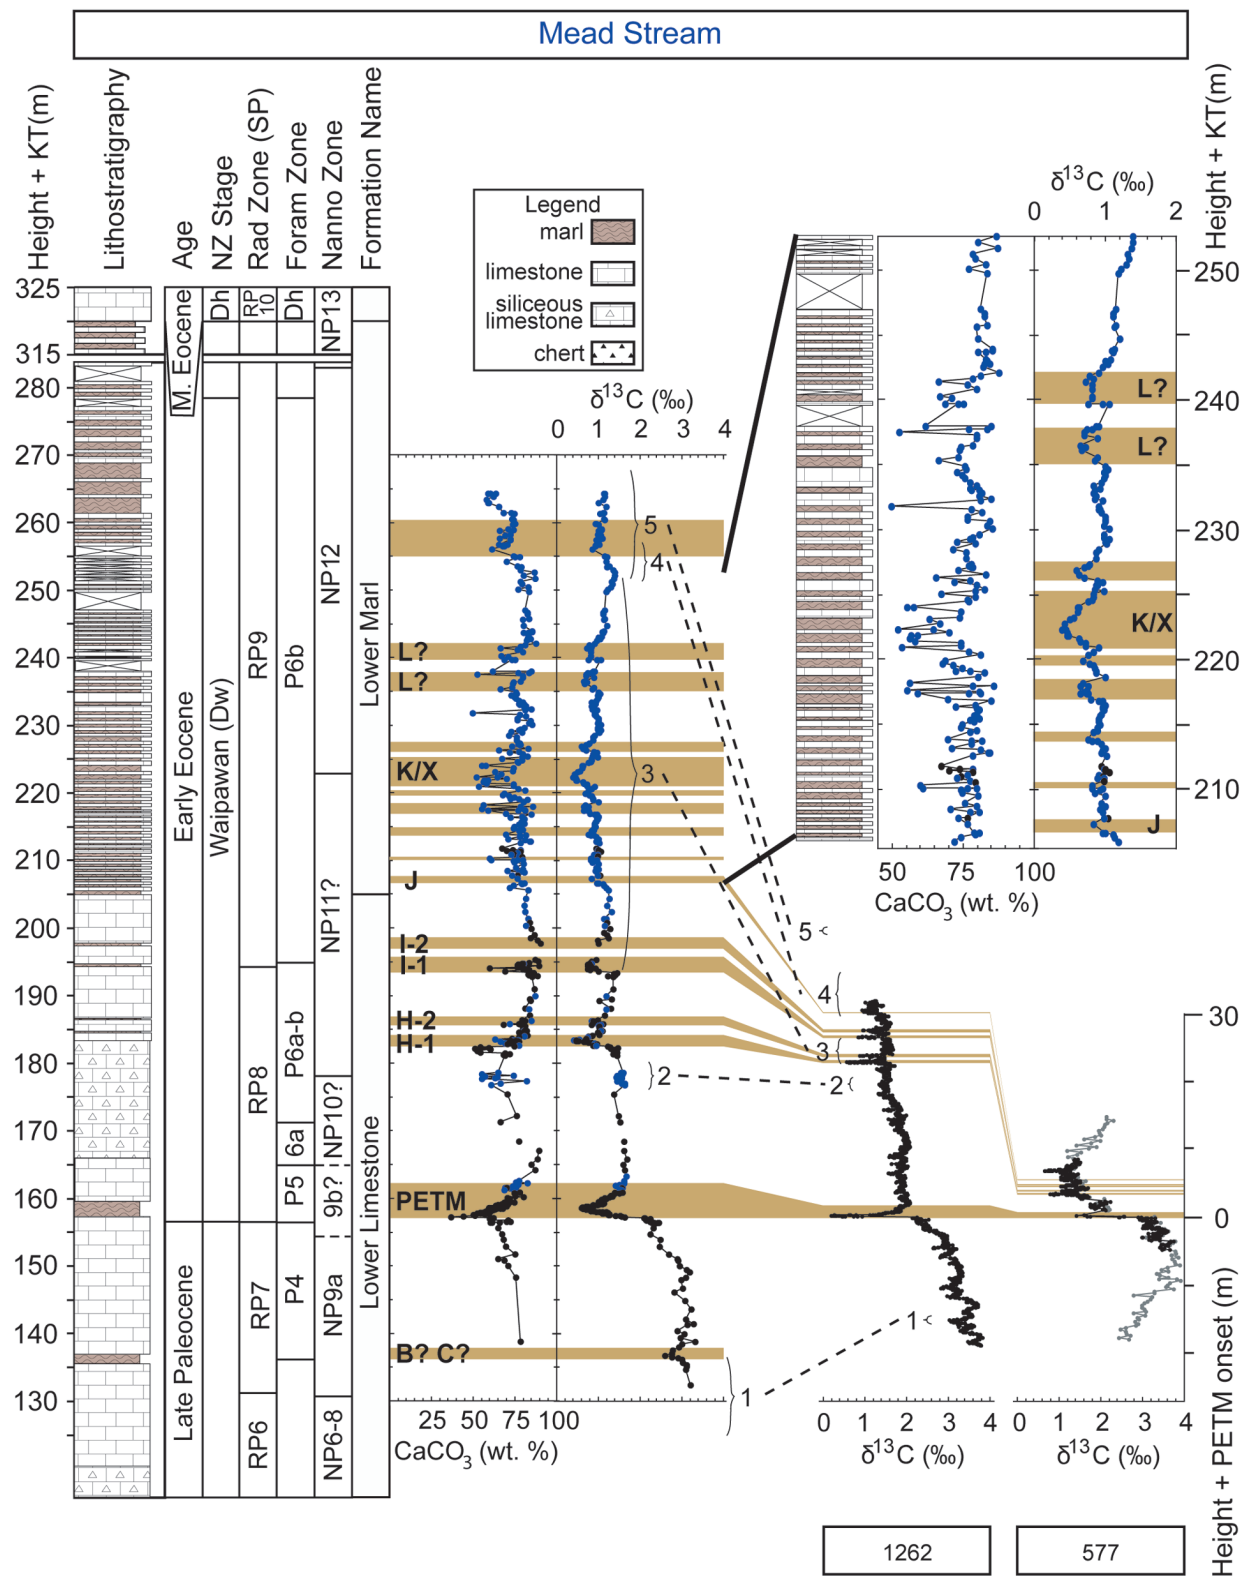 Mead Stream
Height + KT(m)
Lithostratigraphy
Age
NZ Stage
Rad Zone (SP)
Foram Zone
Nanno Zone
Formation Name
Legend
marl
limestone
siliceous
limestone
chert
δ¹³C (‰)
0 1 2
Height + KT(m)
325
315
280
270
260
250
240
230
220
210
200
190
180
170
160
150
140
130
M. Eocene
Early Eocene
Late Paleocene
Dh
Waipawan (Dw)
RP
10
RP9
RP8
RP7
RP6
Dh
P6b
P6a-b
6a
P5
P4
NP13
NP12
NP11?
NP10?
9b?
NP9a
NP6-8
Lower Marl
Lower Limestone
δ¹³C (‰)
0 1 2 3 4
5
4
L?
L?
K/X
3
J
I-2
I-1
H-2
H-1
2
PETM
B? C?
1
25 50 75 100
CaCO₃ (wt. %)
250
240
230
220
210
L?
L?
K/X
J
50 75 100
CaCO₃ (wt. %)
5
4
3
2
1
30
0
0 1 2 3 4
δ¹³C (‰)
0 1 2 3 4
δ¹³C (‰)
Height + PETM onset (m)
1262
577